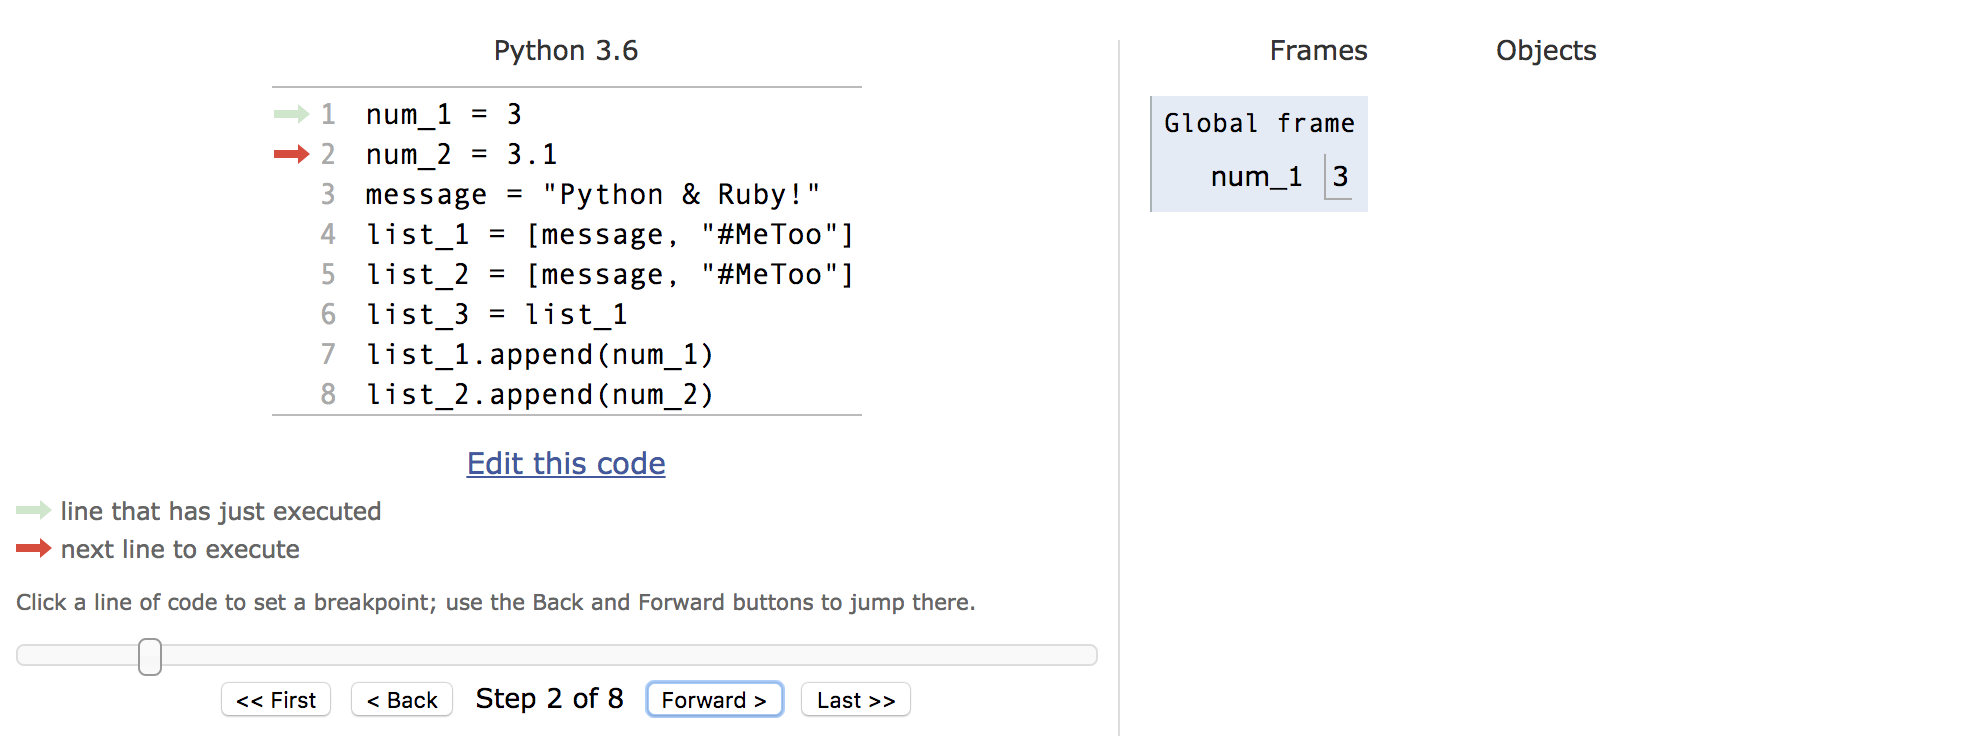 Python 3.6
1 num_1 = 3
2 num_2 = 3.1
3 message = "Python & Ruby!"
4 list_1 = [message, "#MeToo"]
5 list_2 = [message, "#MeToo"]
6 list_3 = list_1
7 list_1.append(num_1)
8 list_2.append(num_2)
Edit this code
line that has just executed
next line to execute
Click a line of code to set a breakpoint; use the Back and Forward buttons to jump there.
<< First < Back Step 2 of 8 Forward > Last >>
Frames Objects
Global frame
num_1 3